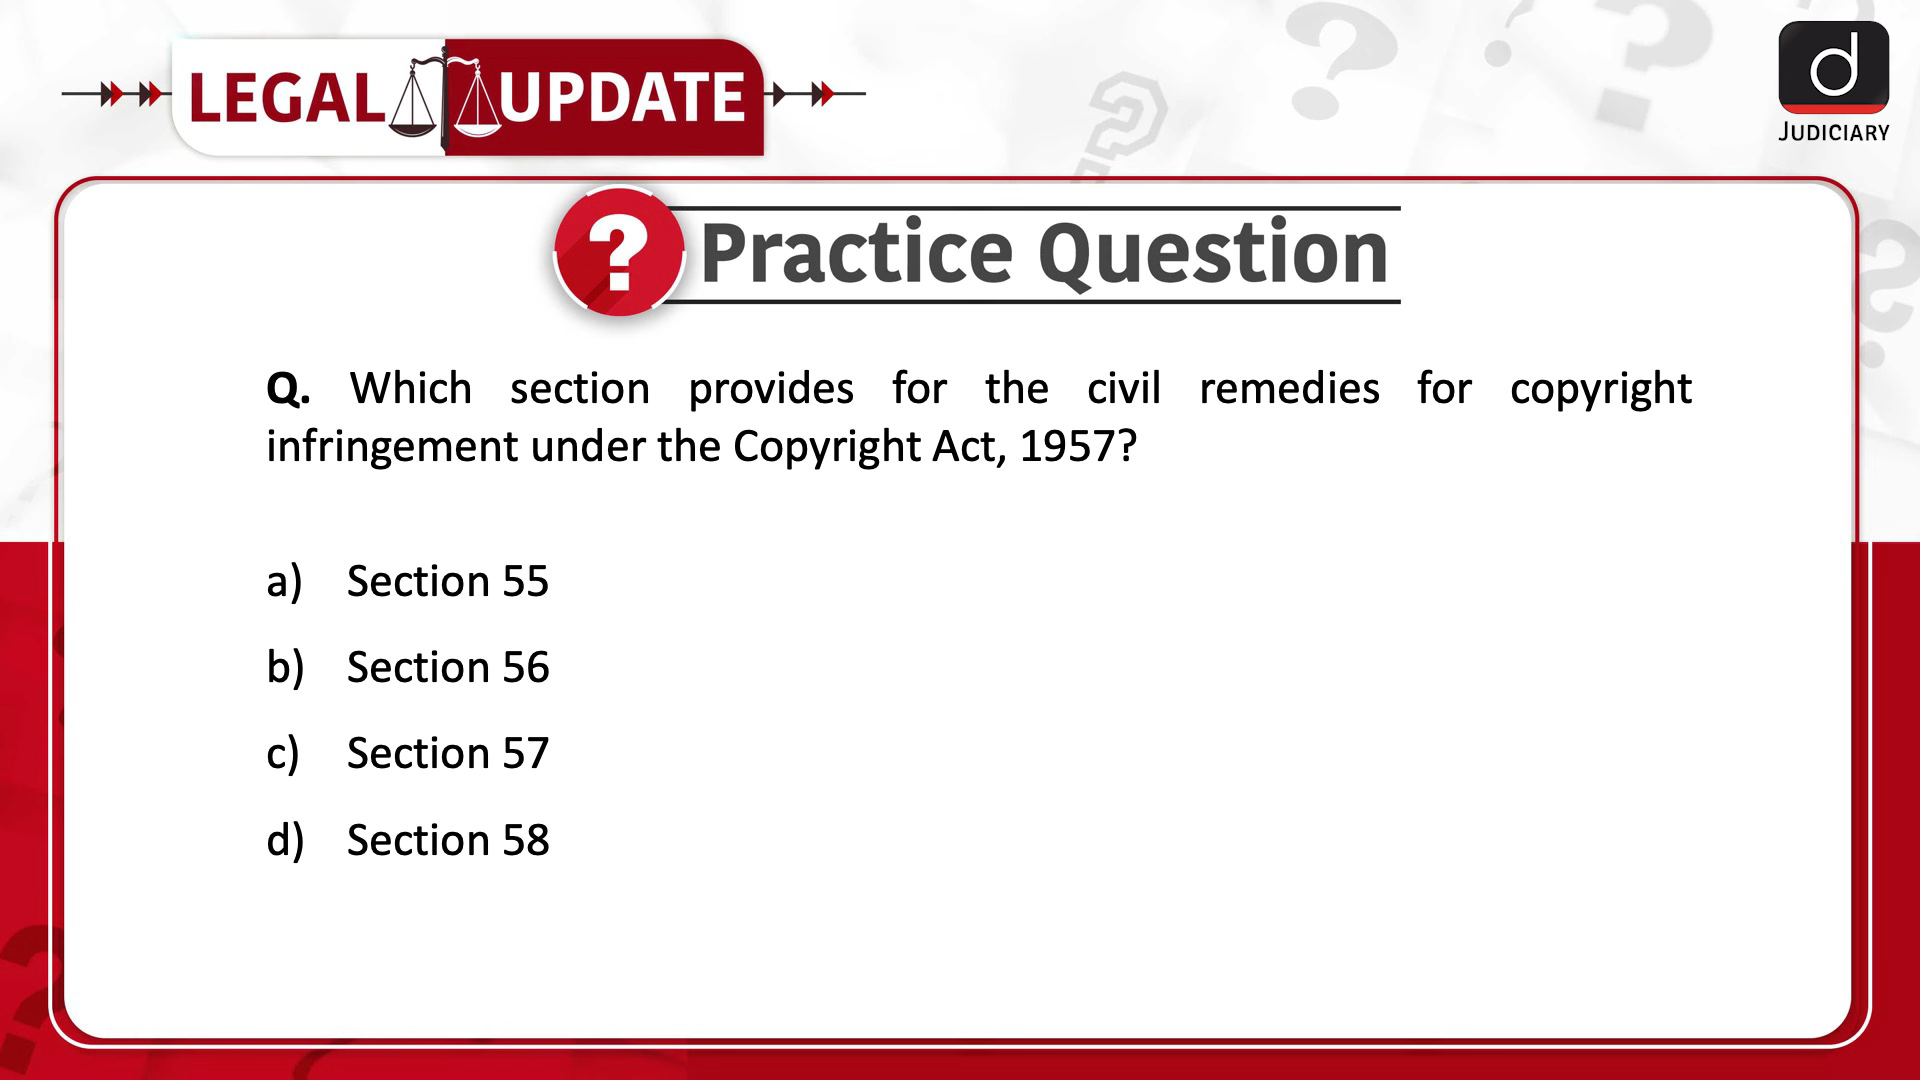 LEGAL UPDATE
d
JUDICIARY
? Practice Question
Q. Which section provides for the civil remedies for copyright
infringement under the Copyright Act, 1957?
a) Section 55
b) Section 56
c) Section 57
d) Section 58